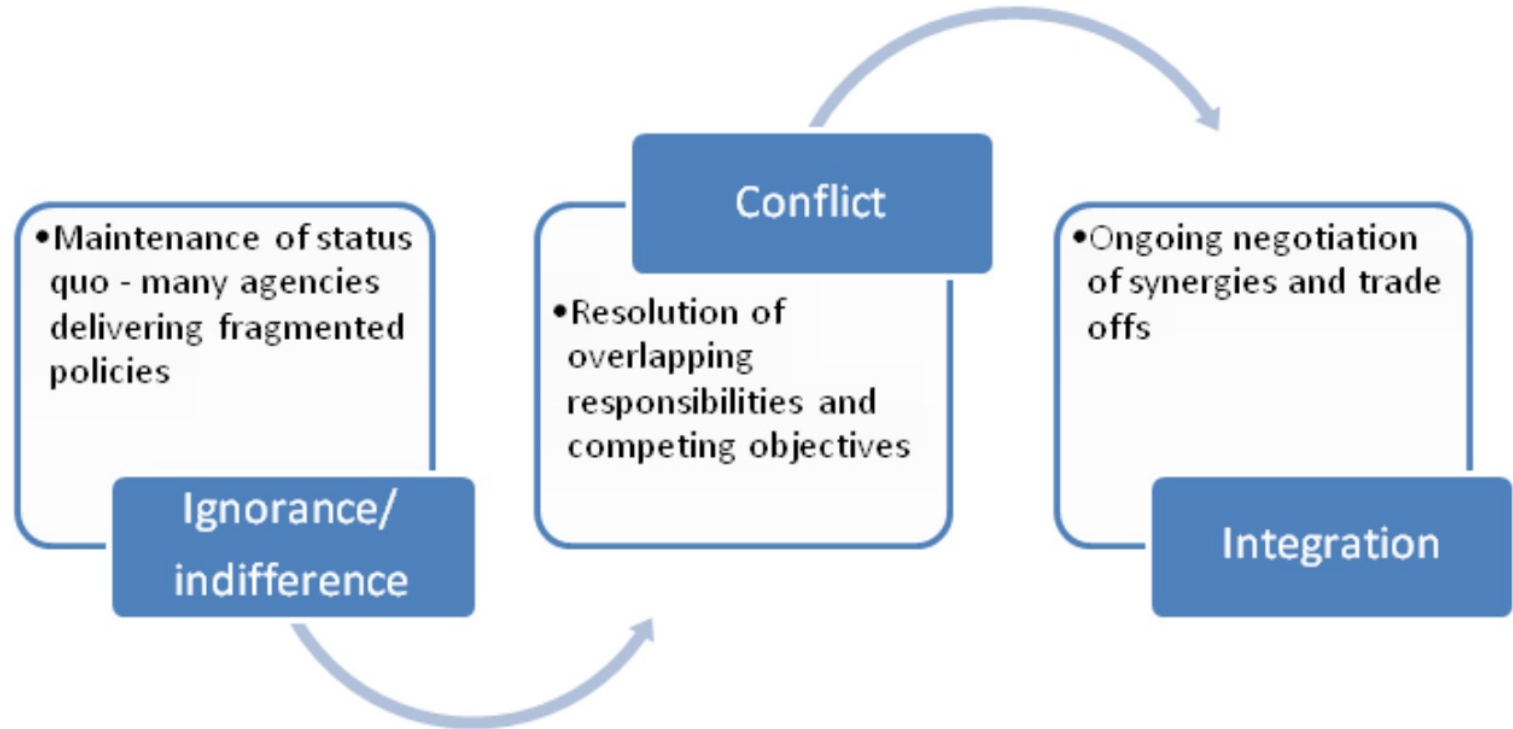 •Maintenance of status
quo - many agencies
delivering fragmented
policies
Ignorance/
indifference
Conflict
•Resolution of
overlapping
responsibilities and
competing objectives
•Ongoing negotiation
of synergies and trade
offs
Integration